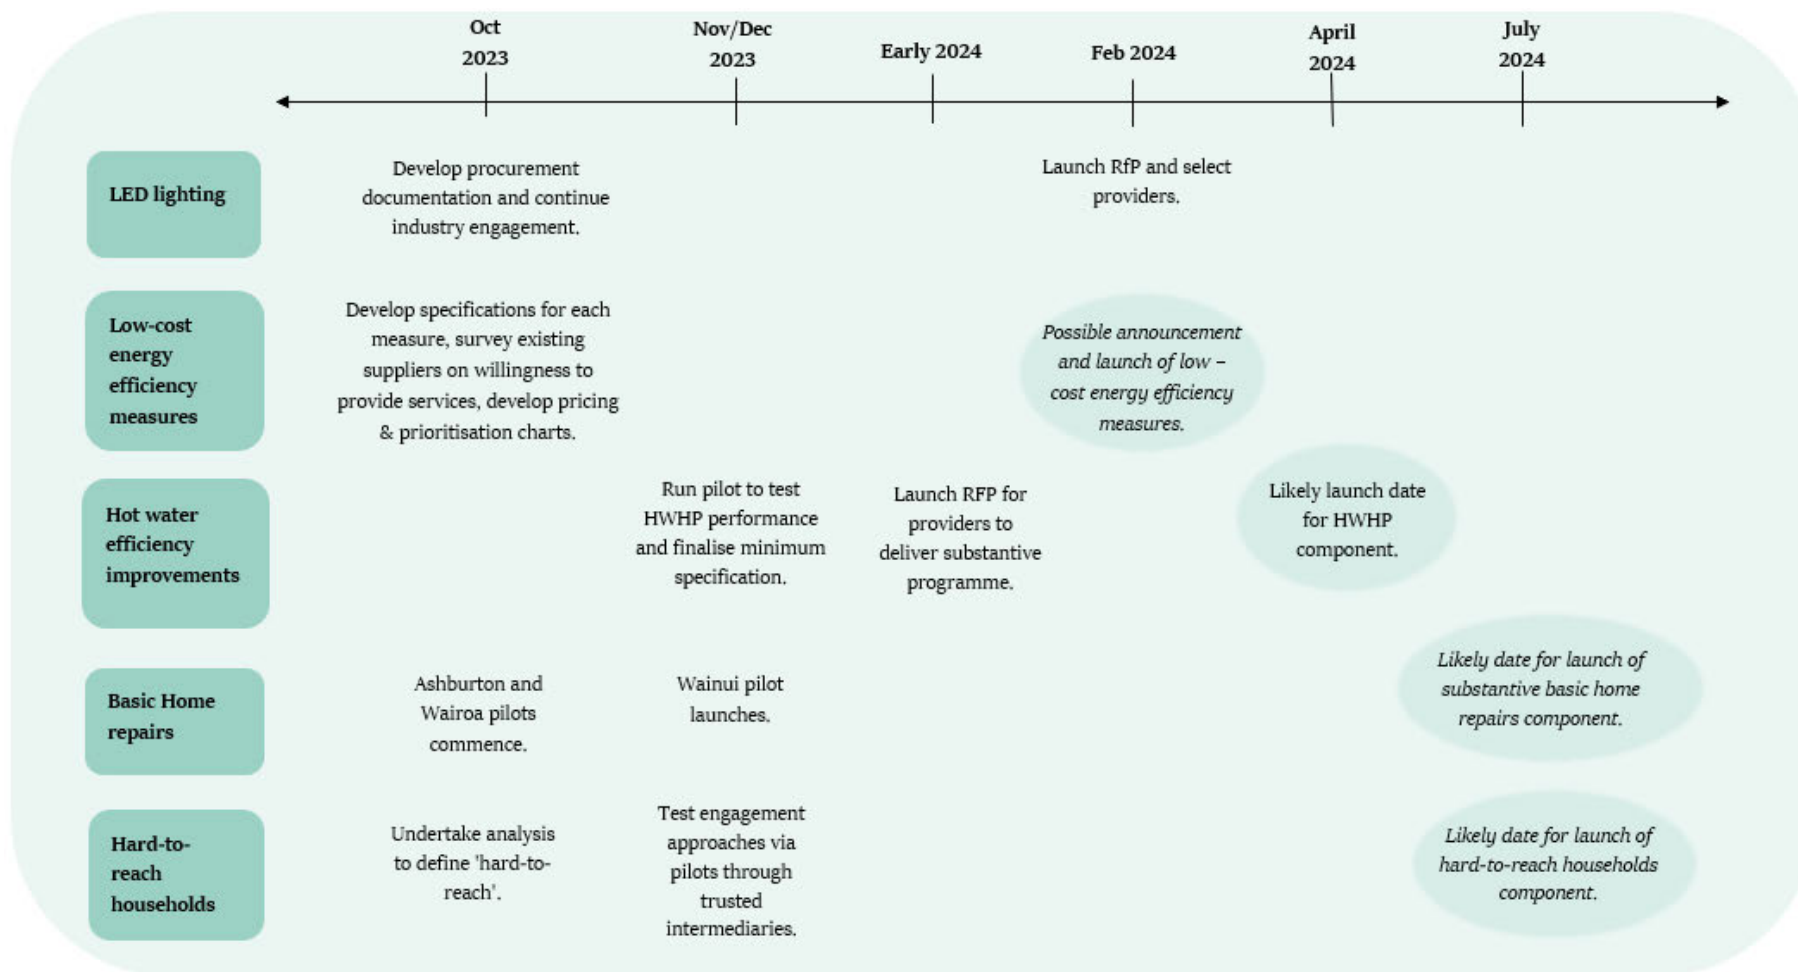 Oct
2023
Nov/Dec
2023
Early 2024
Feb 2024
April
2024
July
2024
LED lighting
Develop procurement
documentation and continue
industry engagement.
Launch RfP and select
providers.
Low-cost
energy
efficiency
measures
Develop specifications for each
measure, survey existing
suppliers on willingness to
provide services, develop pricing
& prioritisation charts.
Possible announcement
and launch of low –
cost energy efficiency
measures.
Hot water
efficiency
improvements
Run pilot to test
HWHP performance
and finalise minimum
specification.
Launch RFP for
providers to
deliver substantive
programme.
Likely launch date
for HWHP
component.
Basic Home
repairs
Ashburton and
Wairoa pilots
commence.
Wainui pilot
launches.
Likely date for launch of
substantive basic home
repairs component.
Hard-to-
reach
households
Undertake analysis
to define 'hard-to-
reach'.
Test engagement
approaches via
pilots through
trusted
intermediaries.
Likely date for launch of
hard-to-reach households
component.